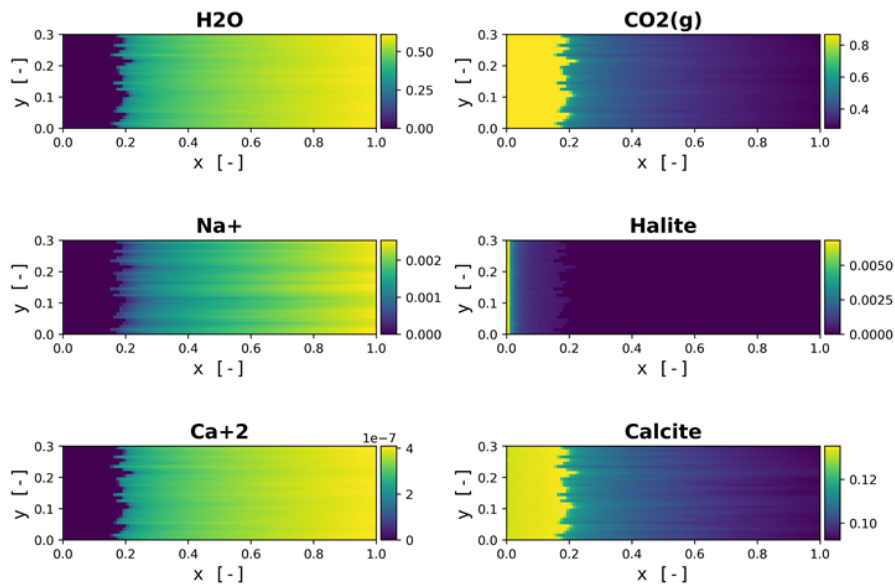 H2O
0.3
0.2
0.1
0.0
y [-]
0.0 0.2 0.4 0.6 0.8 1.0
x [-]
0.50
0.25
0.00
CO2(g)
0.3
0.2
0.1
0.0
y [-]
0.0 0.2 0.4 0.6 0.8 1.0
x [-]
0.8
0.6
0.4
Na+
0.3
0.2
0.1
0.0
y [-]
0.0 0.2 0.4 0.6 0.8 1.0
x [-]
0.002
0.001
0.000
Halite
0.3
0.2
0.1
0.0
y [-]
0.0 0.2 0.4 0.6 0.8 1.0
x [-]
0.0050
0.0025
0.0000
Ca+2
1e-7
0.3
0.2
0.1
0.0
y [-]
0.0 0.2 0.4 0.6 0.8 1.0
x [-]
4
2
0
Calcite
0.3
0.2
0.1
0.0
y [-]
0.0 0.2 0.4 0.6 0.8 1.0
x [-]
0.12
0.10